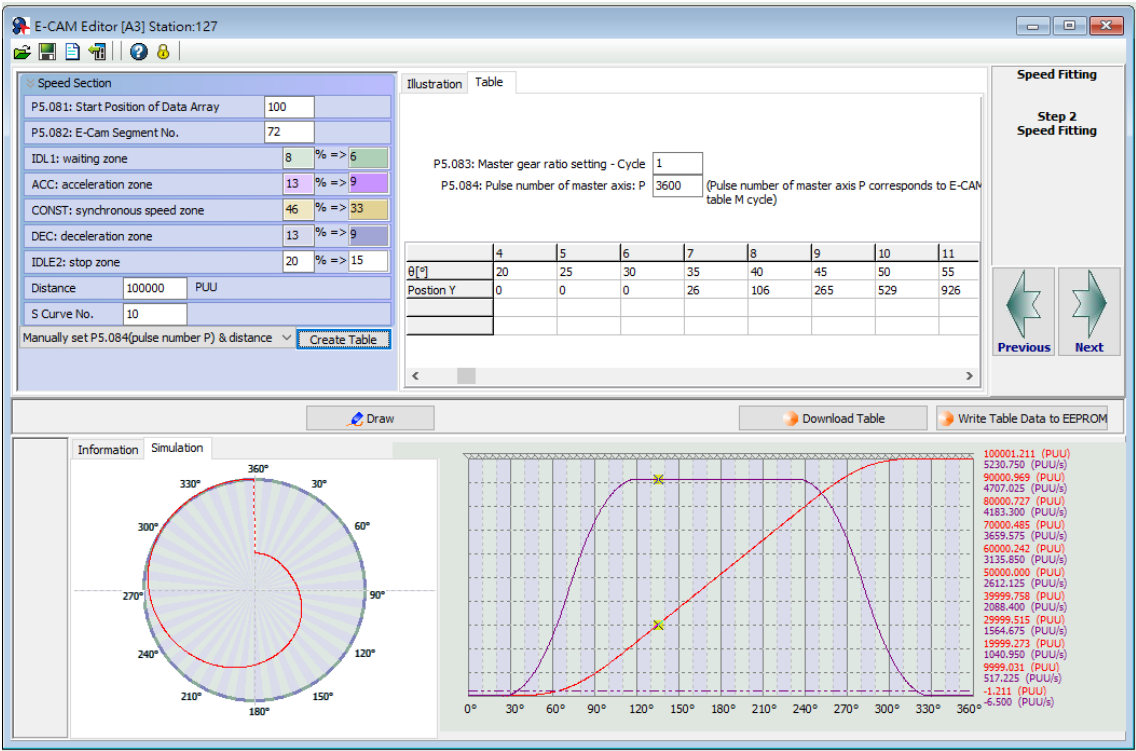 E-CAM Editor [A3] Station:127
Speed Section
P5.081: Start Position of Data Array 100
P5.082: E-Cam Segment No. 72
IDL1: waiting zone 8 % => 6
ACC: acceleration zone 13 % => 9
CONST: synchronous speed zone 46 % => 33
DEC: deceleration zone 13 % => 9
IDLE2: stop zone 20 % => 15
Distance 100000 PUU
S Curve No. 10
Manually set P5.084(pulse number P) & distance Create Table
Illustration Table
P5.083: Master gear ratio setting - Cycle 1
P5.084: Pulse number of master axis: P 3600 (Pulse number of master axis P corresponds to E-CAM
table M cycle)
4 5 6 7 8 9 10 11
θ[°] 20 25 30 35 40 45 50 55
Postion Y 0 0 0 26 106 265 529 926
Speed Fitting
Step 2
Speed Fitting
Previous Next
Draw Download Table Write Table Data to EEPROM
Information Simulation
360°
330° 30°
300° 60°
270° 90°
240° 120°
210° 150°
180°
100001.211 (PUU)
5230.750 (PUU/s)
90000.969 (PUU)
4707.025 (PUU/s)
80000.727 (PUU)
4183.300 (PUU/s)
70000.485 (PUU)
3659.575 (PUU/s)
60000.242 (PUU)
3135.850 (PUU/s)
50000.000 (PUU)
2612.125 (PUU/s)
39999.758 (PUU)
2088.400 (PUU/s)
29999.515 (PUU)
1564.675 (PUU/s)
19999.273 (PUU)
1040.950 (PUU/s)
9999.031 (PUU)
517.225 (PUU/s)
-1.211 (PUU)
-6.500 (PUU/s)
0° 30° 60° 90° 120° 150° 180° 210° 240° 270° 300° 330° 360°